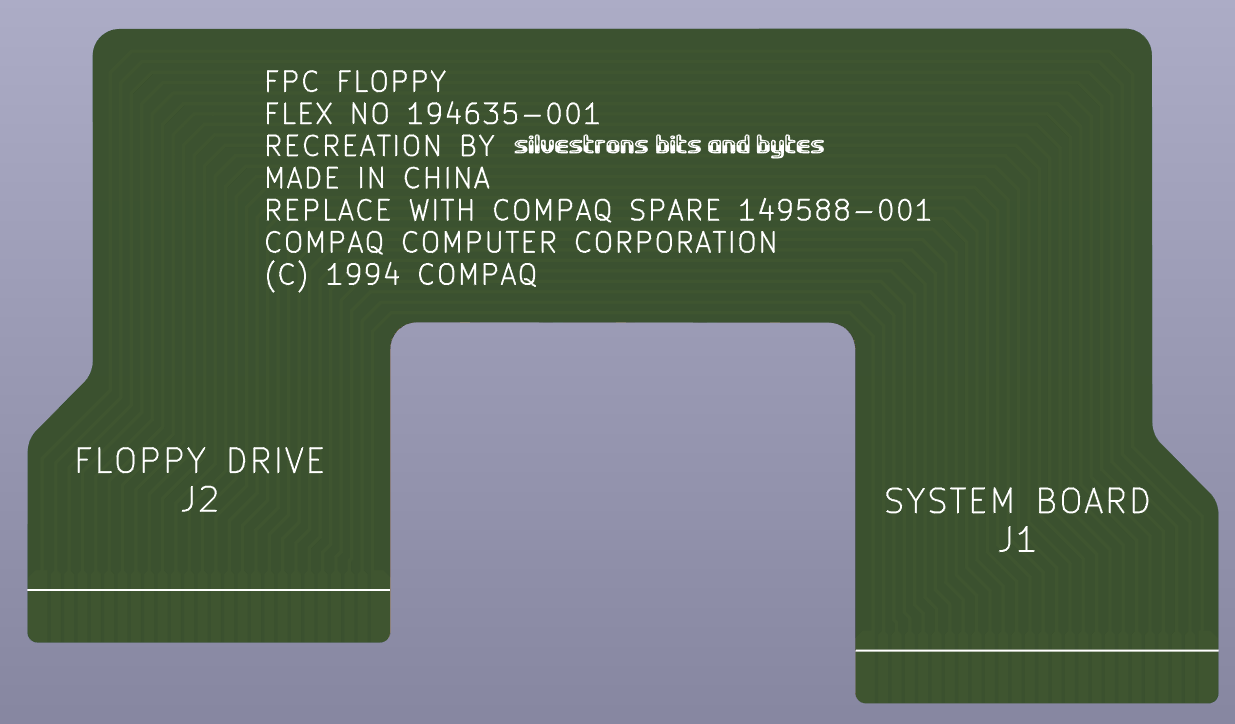 FPC FLOPPY
FLEX NO 194635-001
RECREATION BY silvestrons bits and bytes
MADE IN CHINA
REPLACE WITH COMPAQ SPARE 149588-001
COMPAQ COMPUTER CORPORATION
(C) 1994 COMPAQ
FLOPPY DRIVE
J2
SYSTEM BOARD
J1